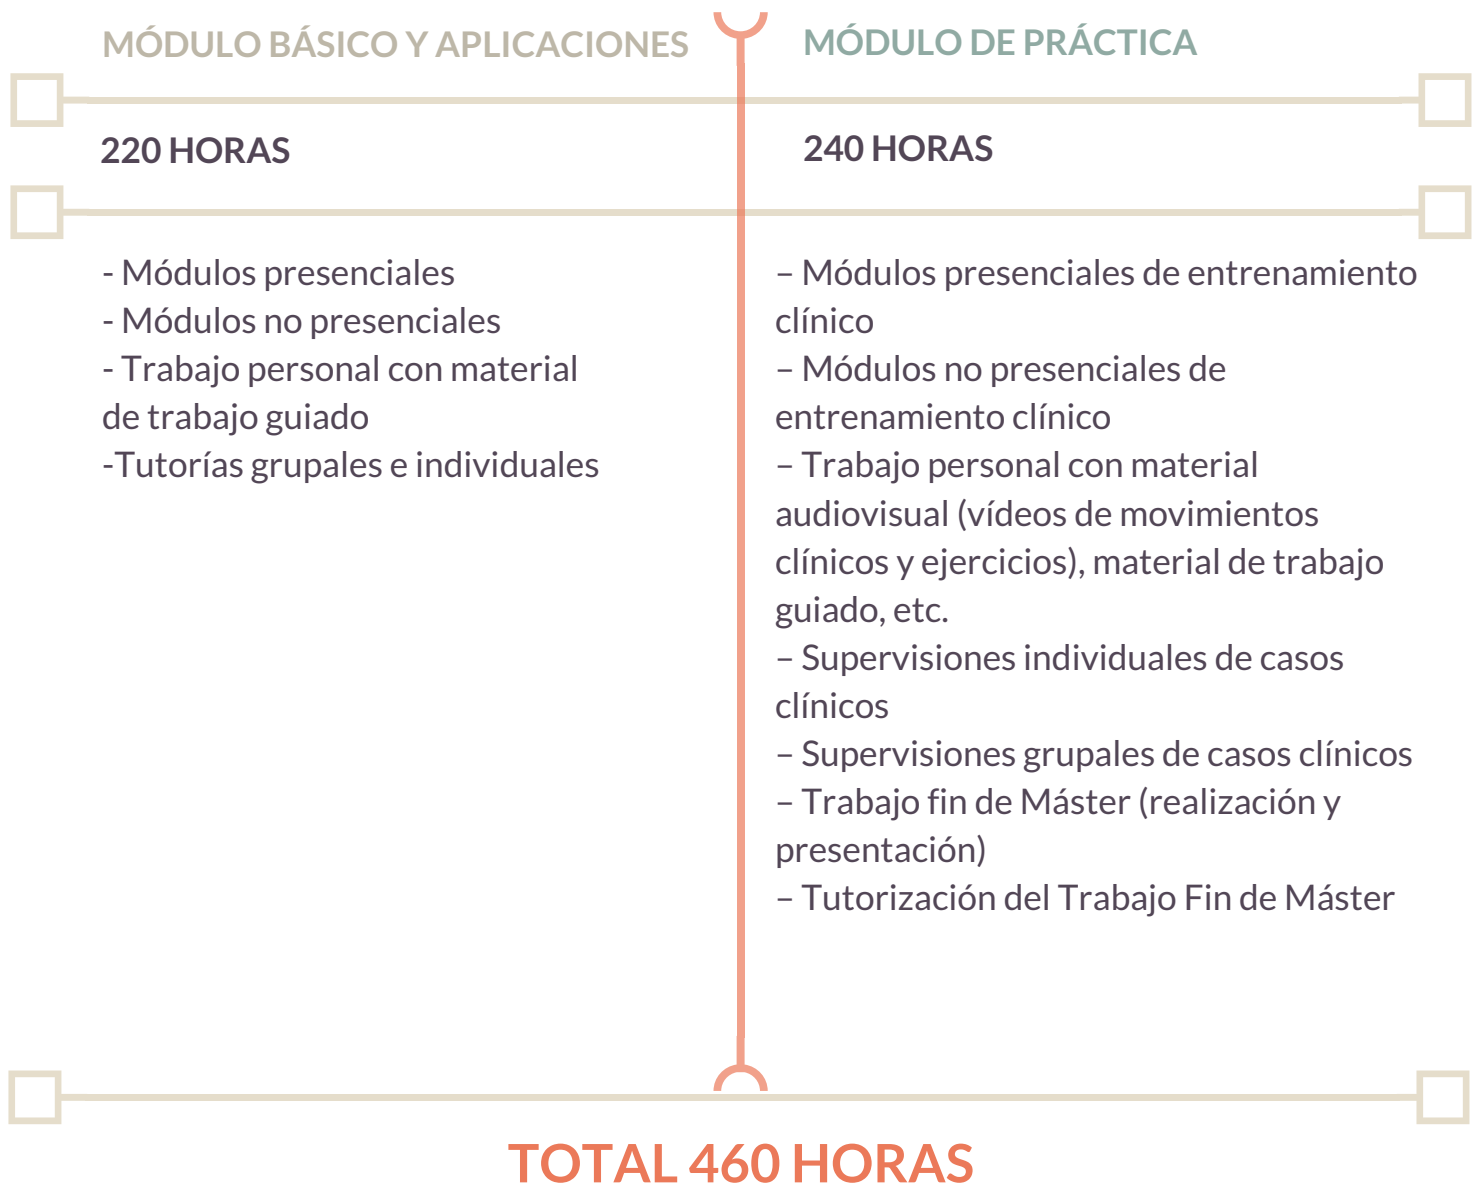 MÓDULO BÁSICO Y APLICACIONES
220 HORAS
- Módulos presenciales
- Módulos no presenciales
- Trabajo personal con material
de trabajo guiado
-Tutorías grupales e individuales
MÓDULO DE PRÁCTICA
240 HORAS
– Módulos presenciales de entrenamiento
clínico
– Módulos no presenciales de
entrenamiento clínico
– Trabajo personal con material
audiovisual (vídeos de movimientos
clínicos y ejercicios), material de trabajo
guiado, etc.
– Supervisiones individuales de casos
clínicos
– Supervisiones grupales de casos clínicos
– Trabajo fin de Máster (realización y
presentación)
– Tutorización del Trabajo Fin de Máster
TOTAL 460 HORAS